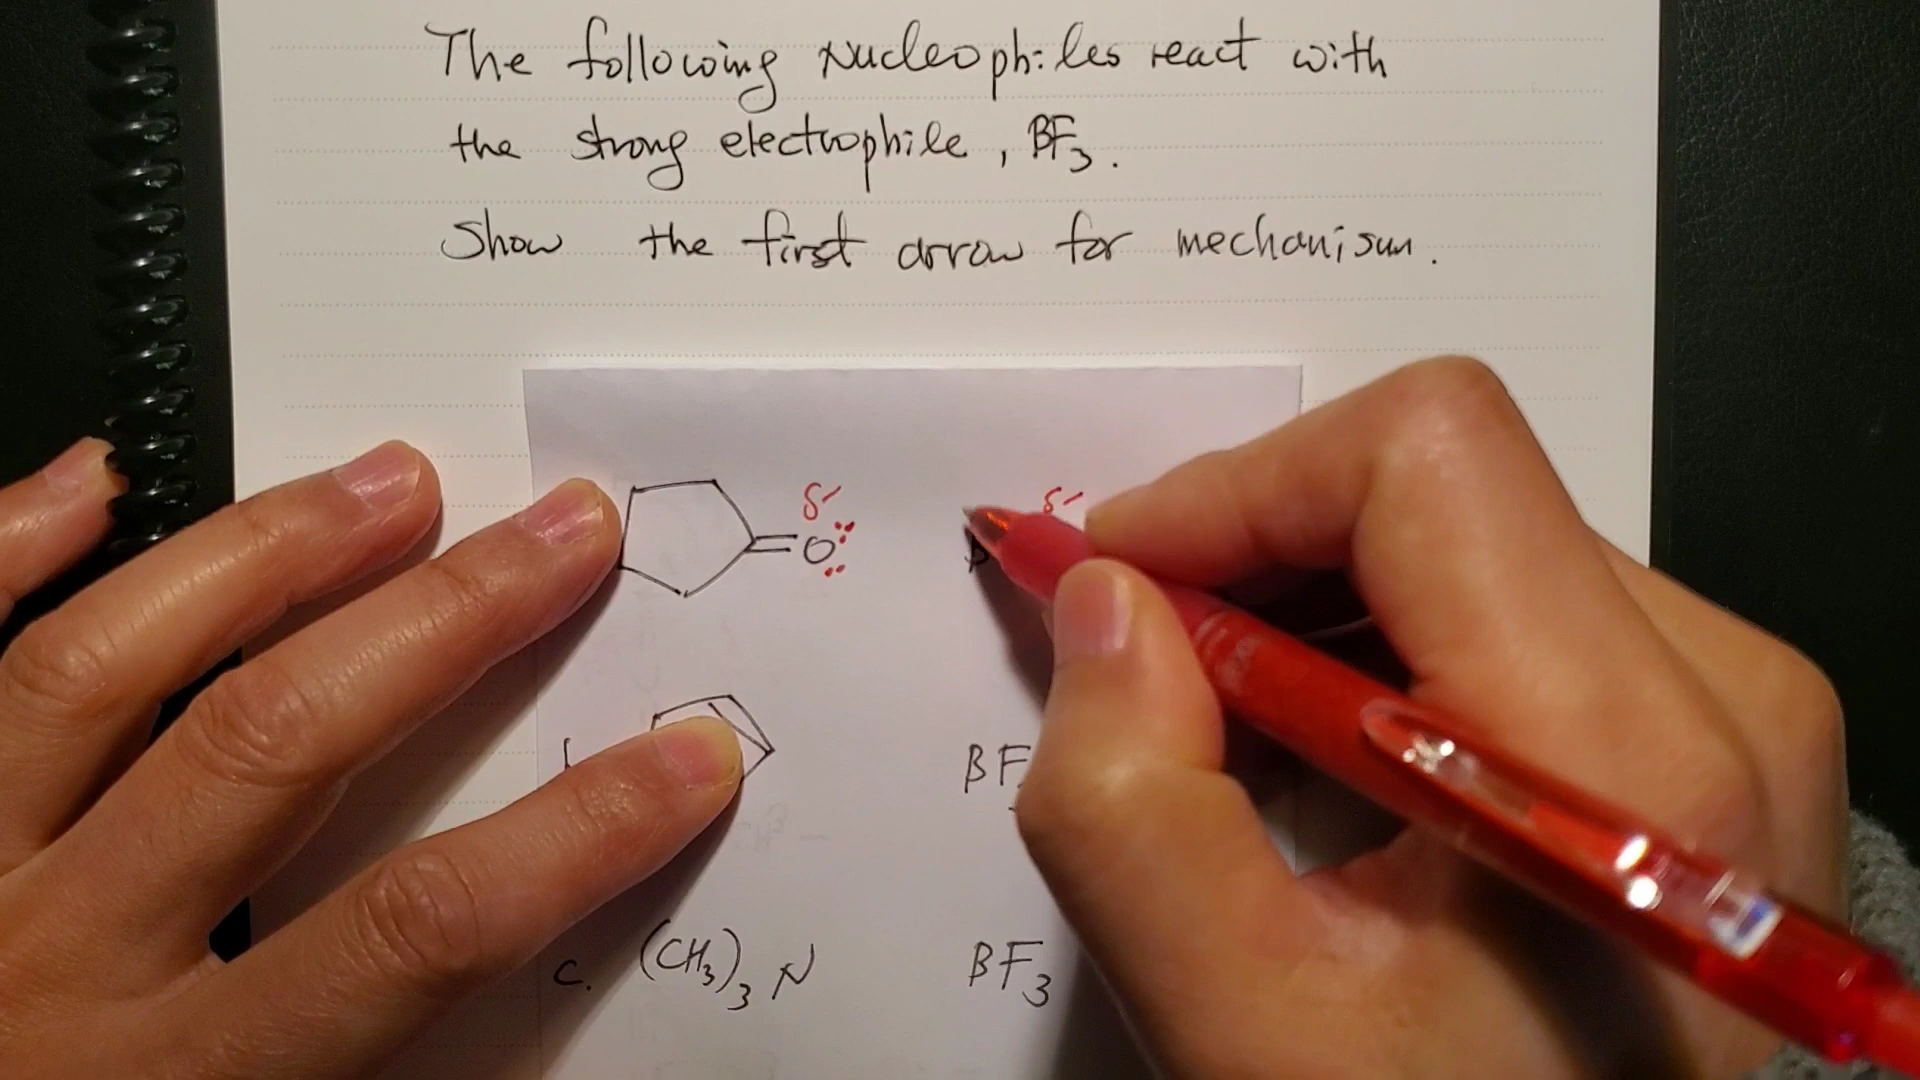 The following Nucleophiles react with
the strong electrophile, BF3.
Show the first arrow for mechanism.
δ- δ-
O B
BF
c. (CH3)3 N BF3